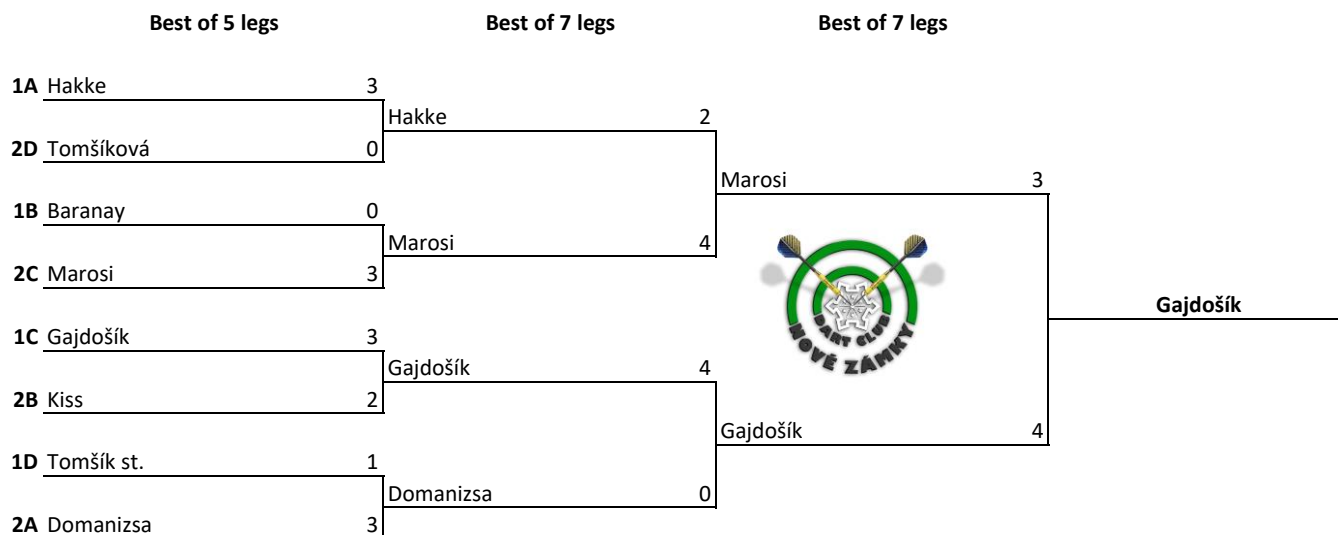 Best of 5 legs Best of 7 legs Best of 7 legs
1A Hakke 3
Hakke 2
2D Tomšíková 0
Marosi 3
1B Baranay 0
Marosi 4
2C Marosi 3
DART CLUB
NOVÉ ZÁMKY
Gajdošík
1C Gajdošík 3
Gajdošík 4
2B Kiss 2
Gajdošík 4
1D Tomšík st. 1
Domanizsa 0
2A Domanizsa 3